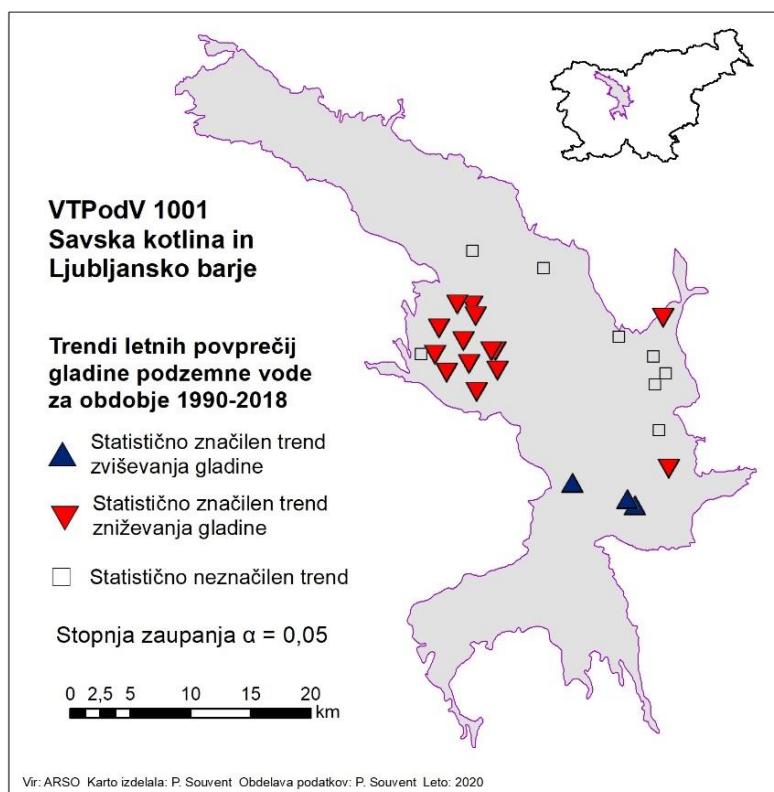 VTPodV 1001
Savska kotlina in
Ljubljansko barje
Trendi letnih povprečij
gladine podzemne vode
za obdobje 1990-2018
Statistično značilen trend
zviševanja gladine
Statistično značilen trend
zniževanja gladine
Statistično neznačilen trend
Stopnja zaupanja α = 0,05
0 2,5 5 10 15 20
km
Vir: ARSO Karto izdelala: P. Souvent Obdelava podatkov: P. Souvent Leto: 2020